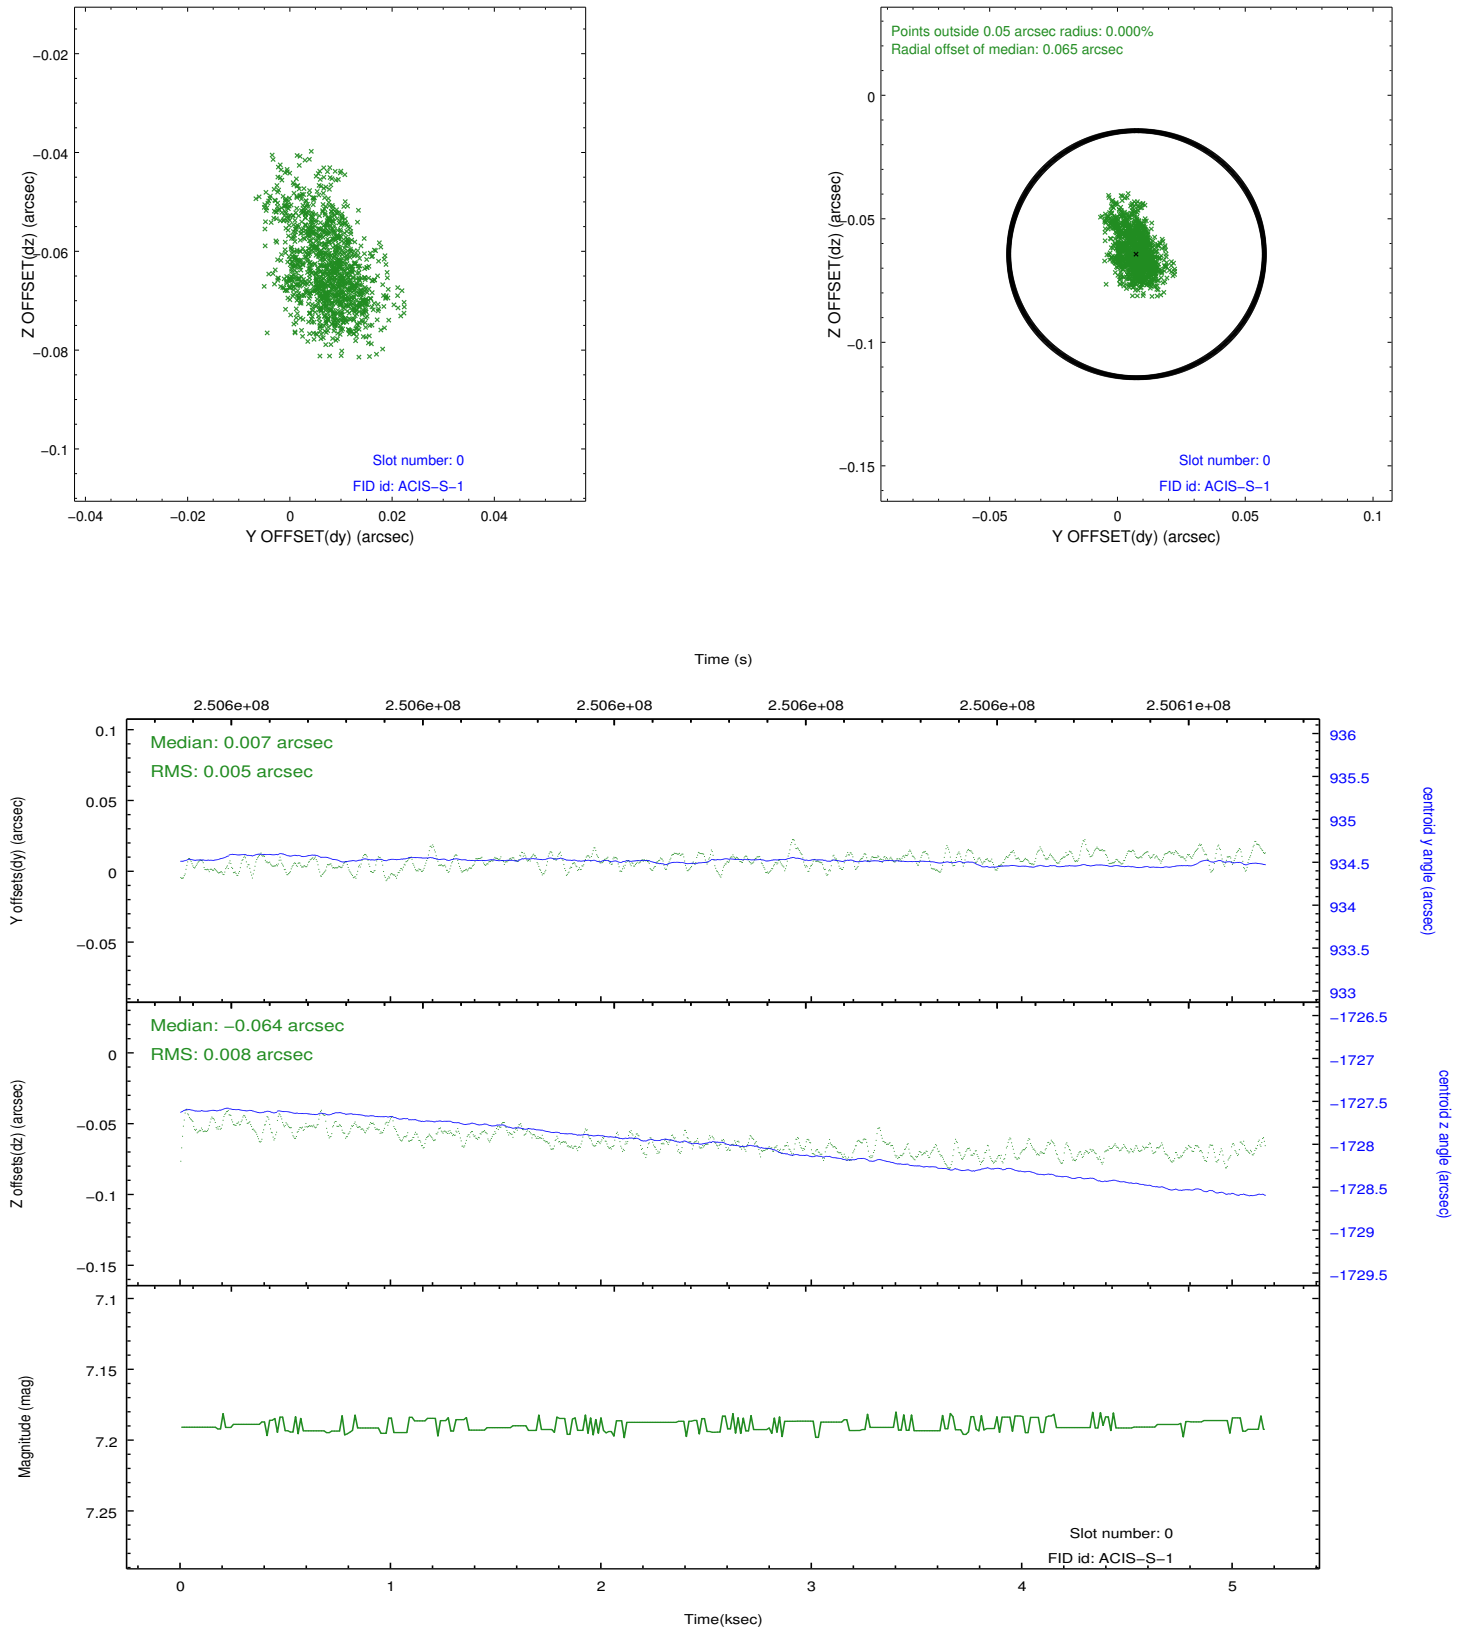 −0.02
−0.04
−0.06
−0.08
−0.1
Z OFFSET(dz) (arcsec)
Slot number: 0
FID id: ACIS−S−1
−0.04
−0.02
0
0.02
0.04
Y OFFSET(dy) (arcsec)
Points outside 0.05 arcsec radius: 0.000%
Radial offset of median: 0.065 arcsec
0
−0.05
−0.1
−0.15
Z OFFSET(dz) (arcsec)
Slot number: 0
FID id: ACIS−S−1
−0.05
0
0.05
0.1
Y OFFSET(dy) (arcsec)
Time (s)
2.506e+08
2.506e+08
2.506e+08
2.506e+08
2.506e+08
2.5061e+08
Median: 0.007 arcsec
RMS: 0.005 arcsec
0.1
0.05
0
−0.05
Y offsets(dy) (arcsec)
936
935.5
935
934.5
934
933.5
933
centroid y angle (arcsec)
Median: −0.064 arcsec
RMS: 0.008 arcsec
0
−0.05
−0.1
−0.15
Z offsets(dz) (arcsec)
−1726.5
−1727
−1727.5
−1728
−1728.5
−1729
−1729.5
centroid z angle (arcsec)
7.1
7.15
7.2
7.25
Magnitude (mag)
Slot number: 0
FID id: ACIS−S−1
0
1
2
3
4
5
Time(ksec)